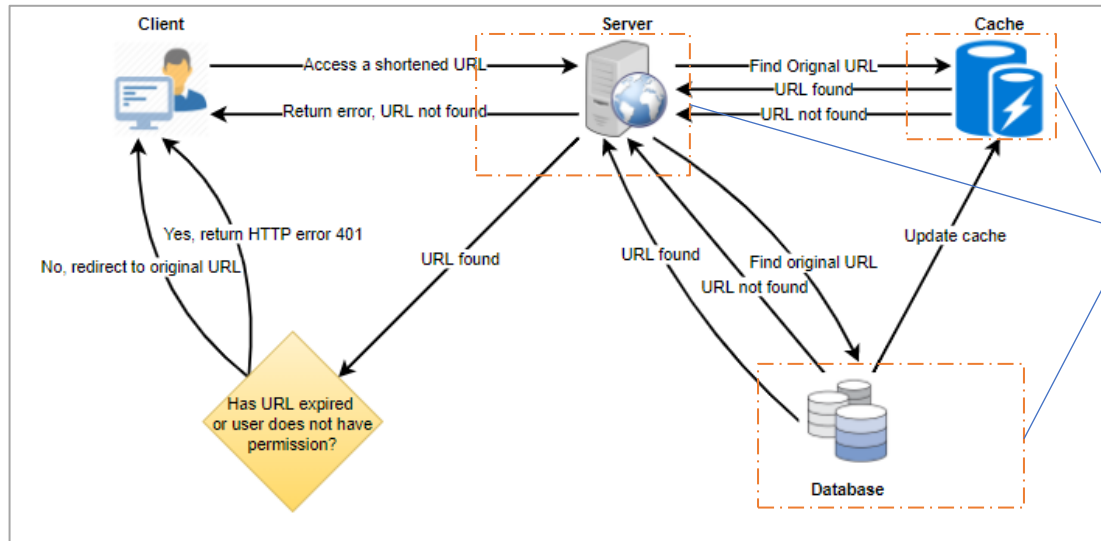 Client
Server
Cache
Access a shortened URL
Find Orignal URL
URL found
Return error, URL not found
URL not found
Yes, return HTTP error 401
No, redirect to original URL
URL found
URL found
Find original URL
URL not found
Update cache
Has URL expired
or user does not have
permission?
Database